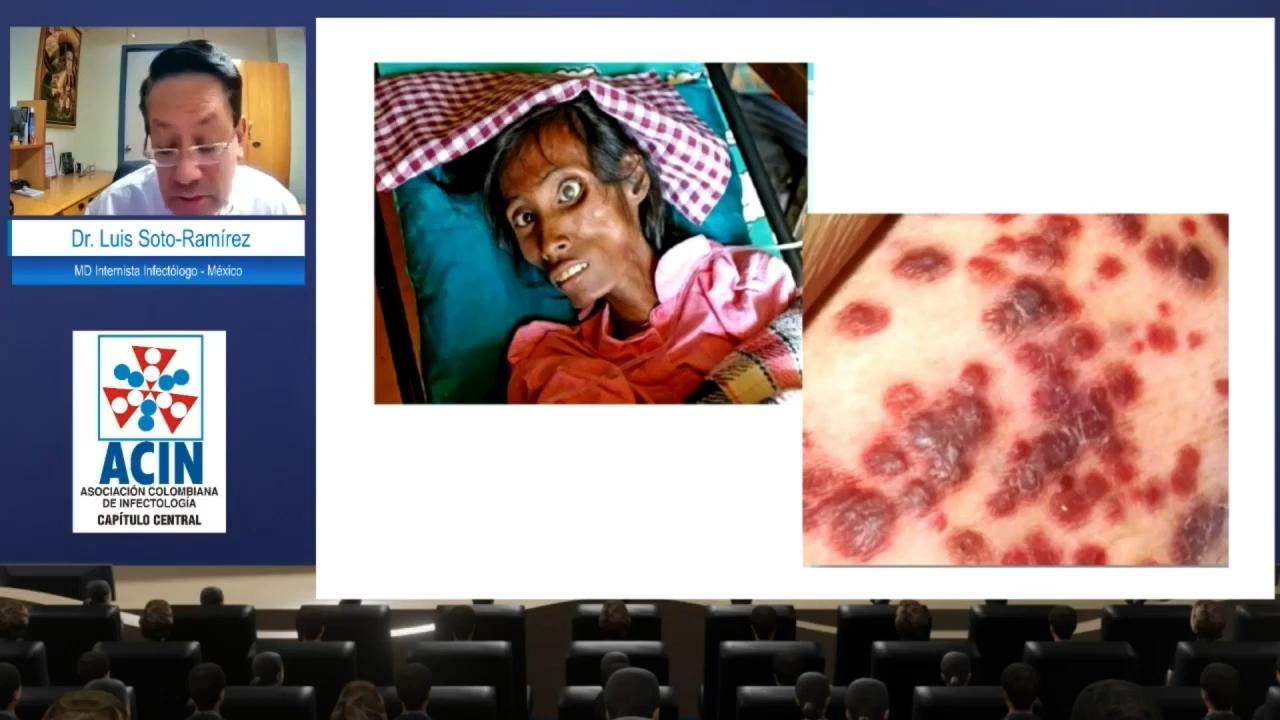 Dr. Luis Soto-Ramírez
MD Internista Infectólogo - México
ACIN
ASOCIACIÓN COLOMBIANA
DE INFECTOLOGÍA
CAPÍTULO CENTRAL